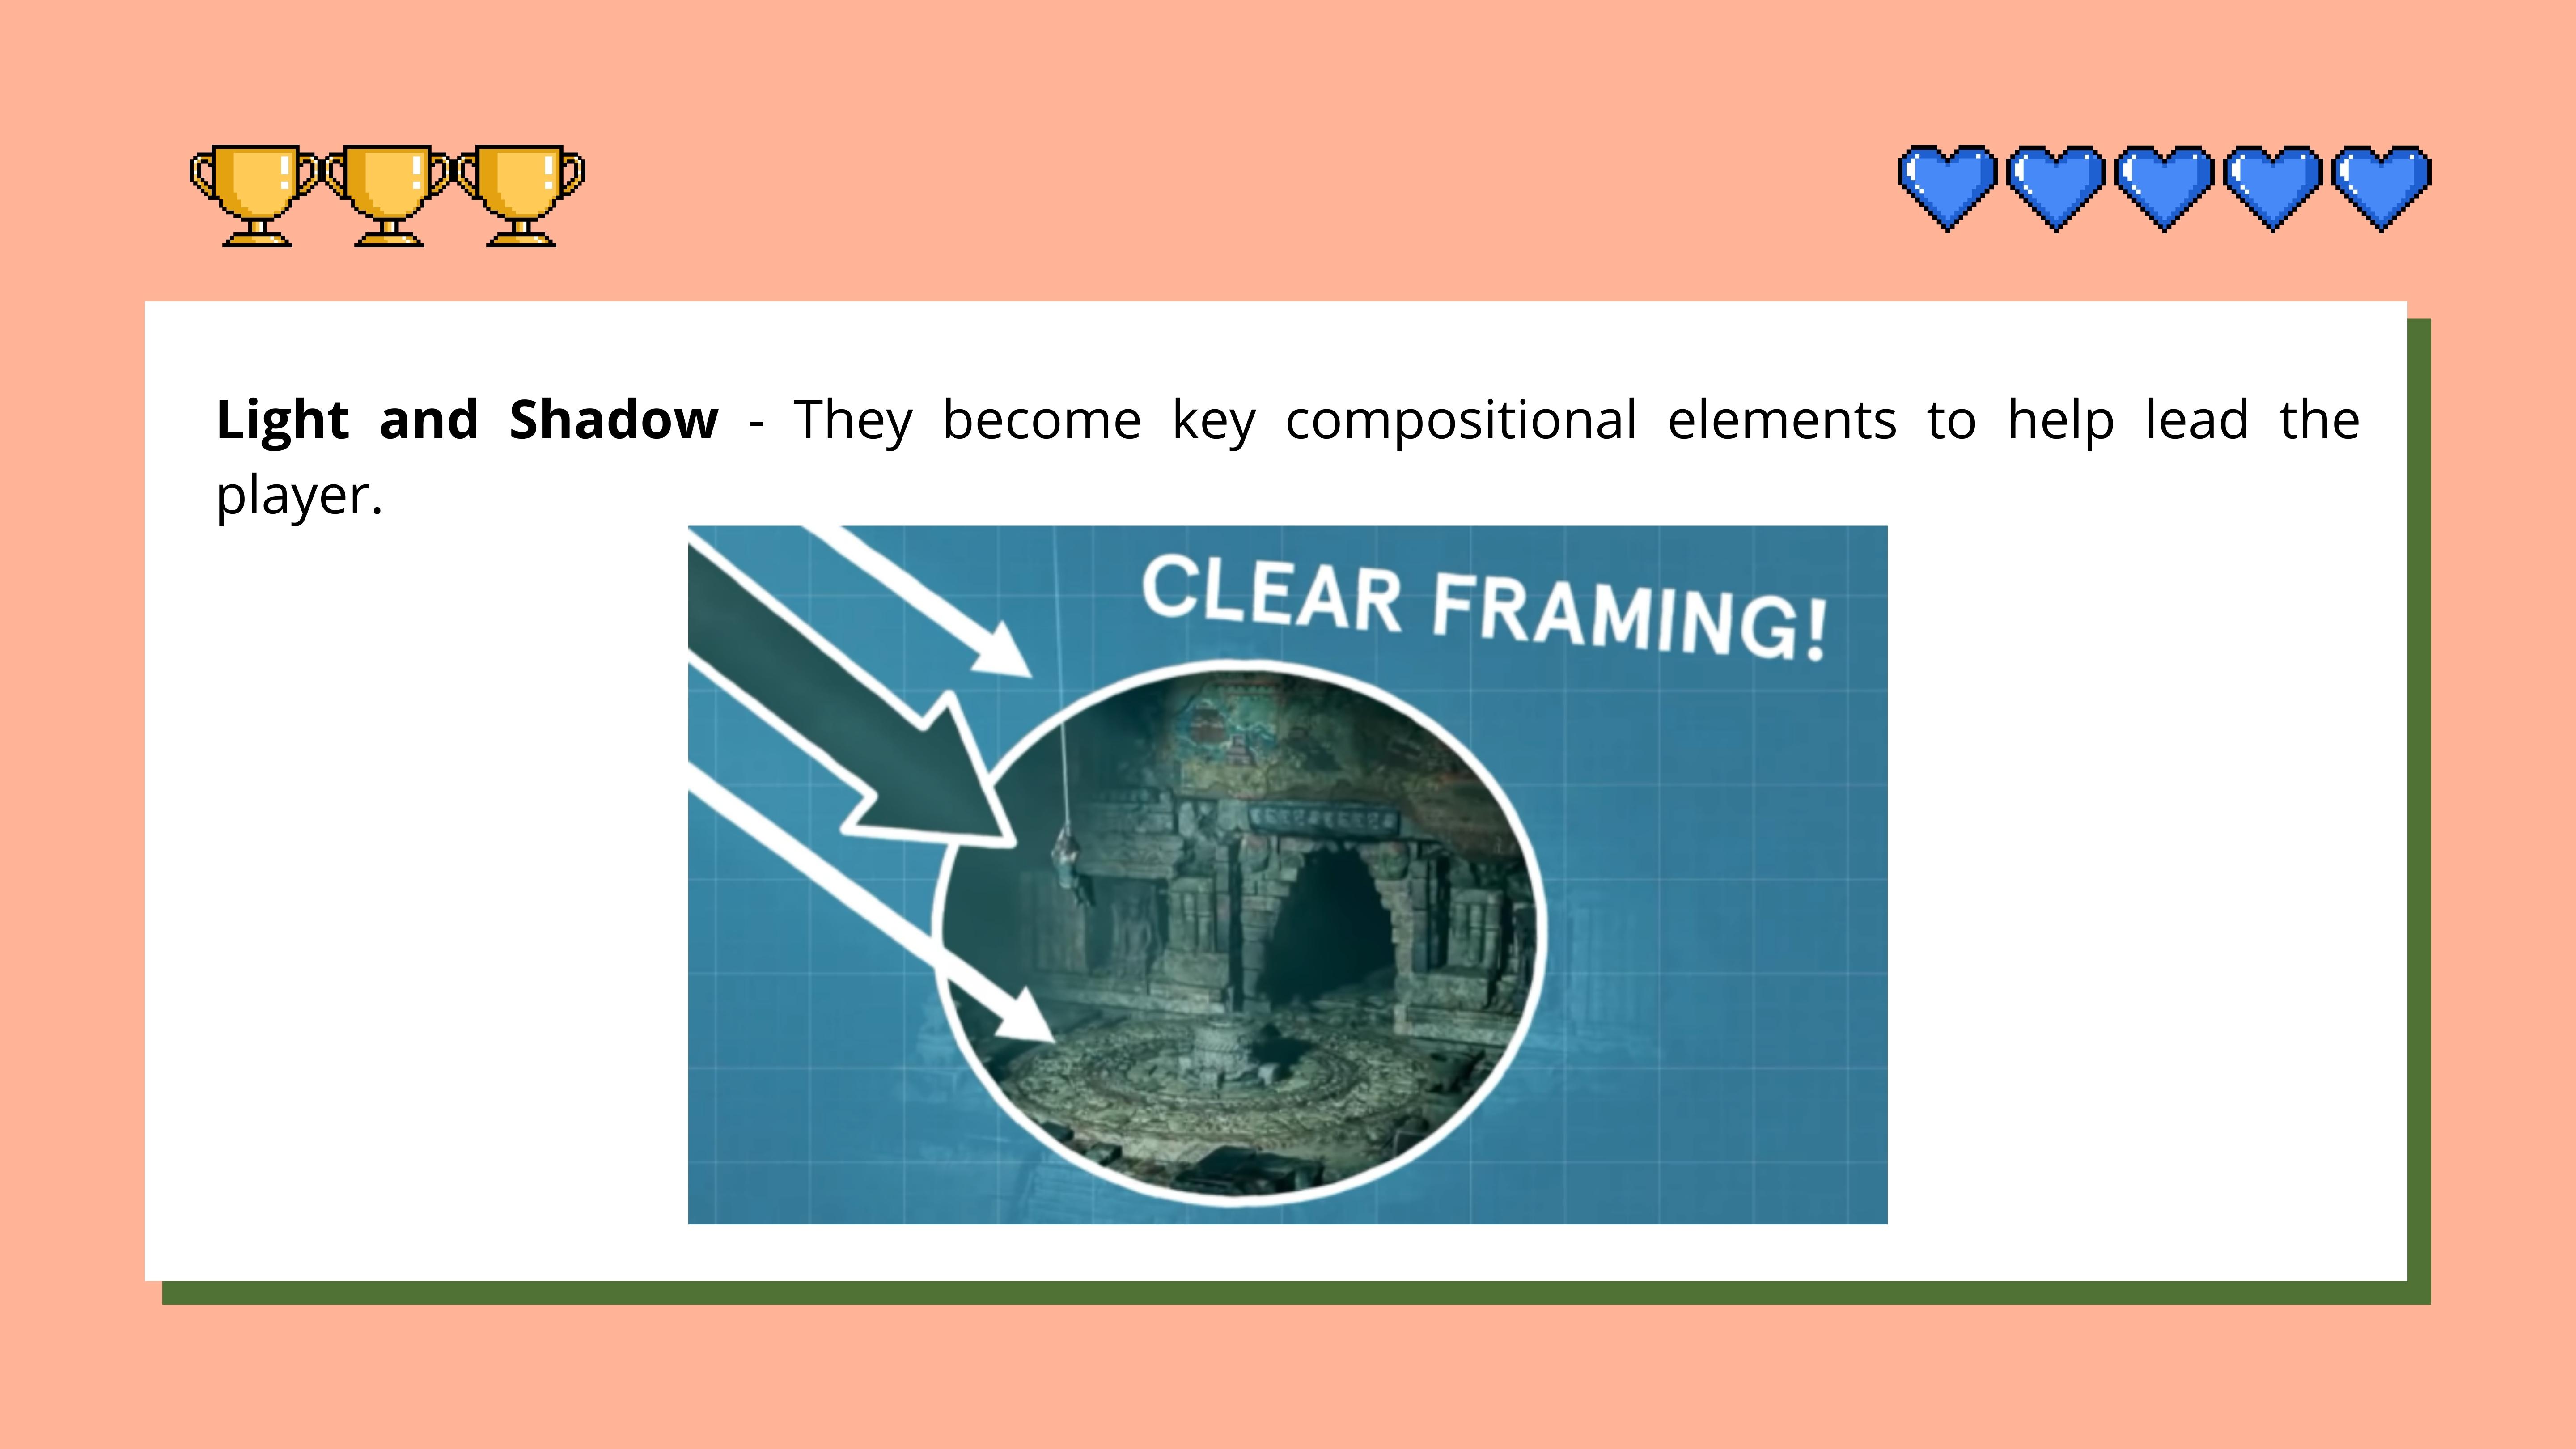 Light and Shadow - They become key compositional elements to help lead the
player.
CLEAR FRAMING!